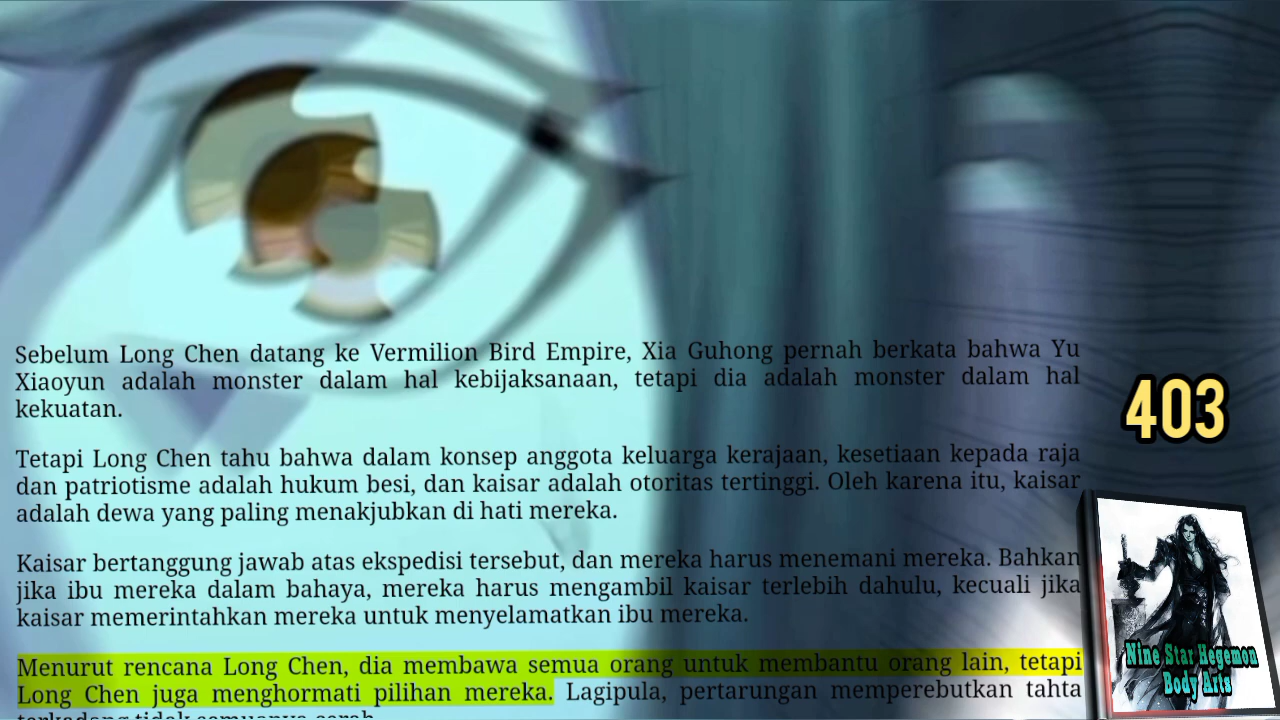 Sebelum Long Chen datang ke Vermilion Bird Empire, Xia Guhong pernah berkata bahwa Yu
Xiaoyun adalah monster dalam hal kebijaksanaan, tetapi dia adalah monster dalam hal
kekuatan.
Tetapi Long Chen tahu bahwa dalam konsep anggota keluarga kerajaan, kesetiaan kepada raja
dan patriotisme adalah hukum besi, dan kaisar adalah otoritas tertinggi. Oleh karena itu, kaisar
adalah dewa yang paling menakjubkan di hati mereka.
Kaisar bertanggung jawab atas ekspedisi tersebut, dan mereka harus menemani mereka. Bahkan
jika ibu mereka dalam bahaya, mereka harus mengambil kaisar terlebih dahulu, kecuali jika
kaisar memerintahkan mereka untuk menyelamatkan ibu mereka.
Menurut rencana Long Chen, dia membawa semua orang untuk membantu orang lain, tetapi
Long Chen juga menghormati pilihan mereka. Lagipula, pertarungan memperebutkan tahta
403
Nine Star Hegemon
Body Arts